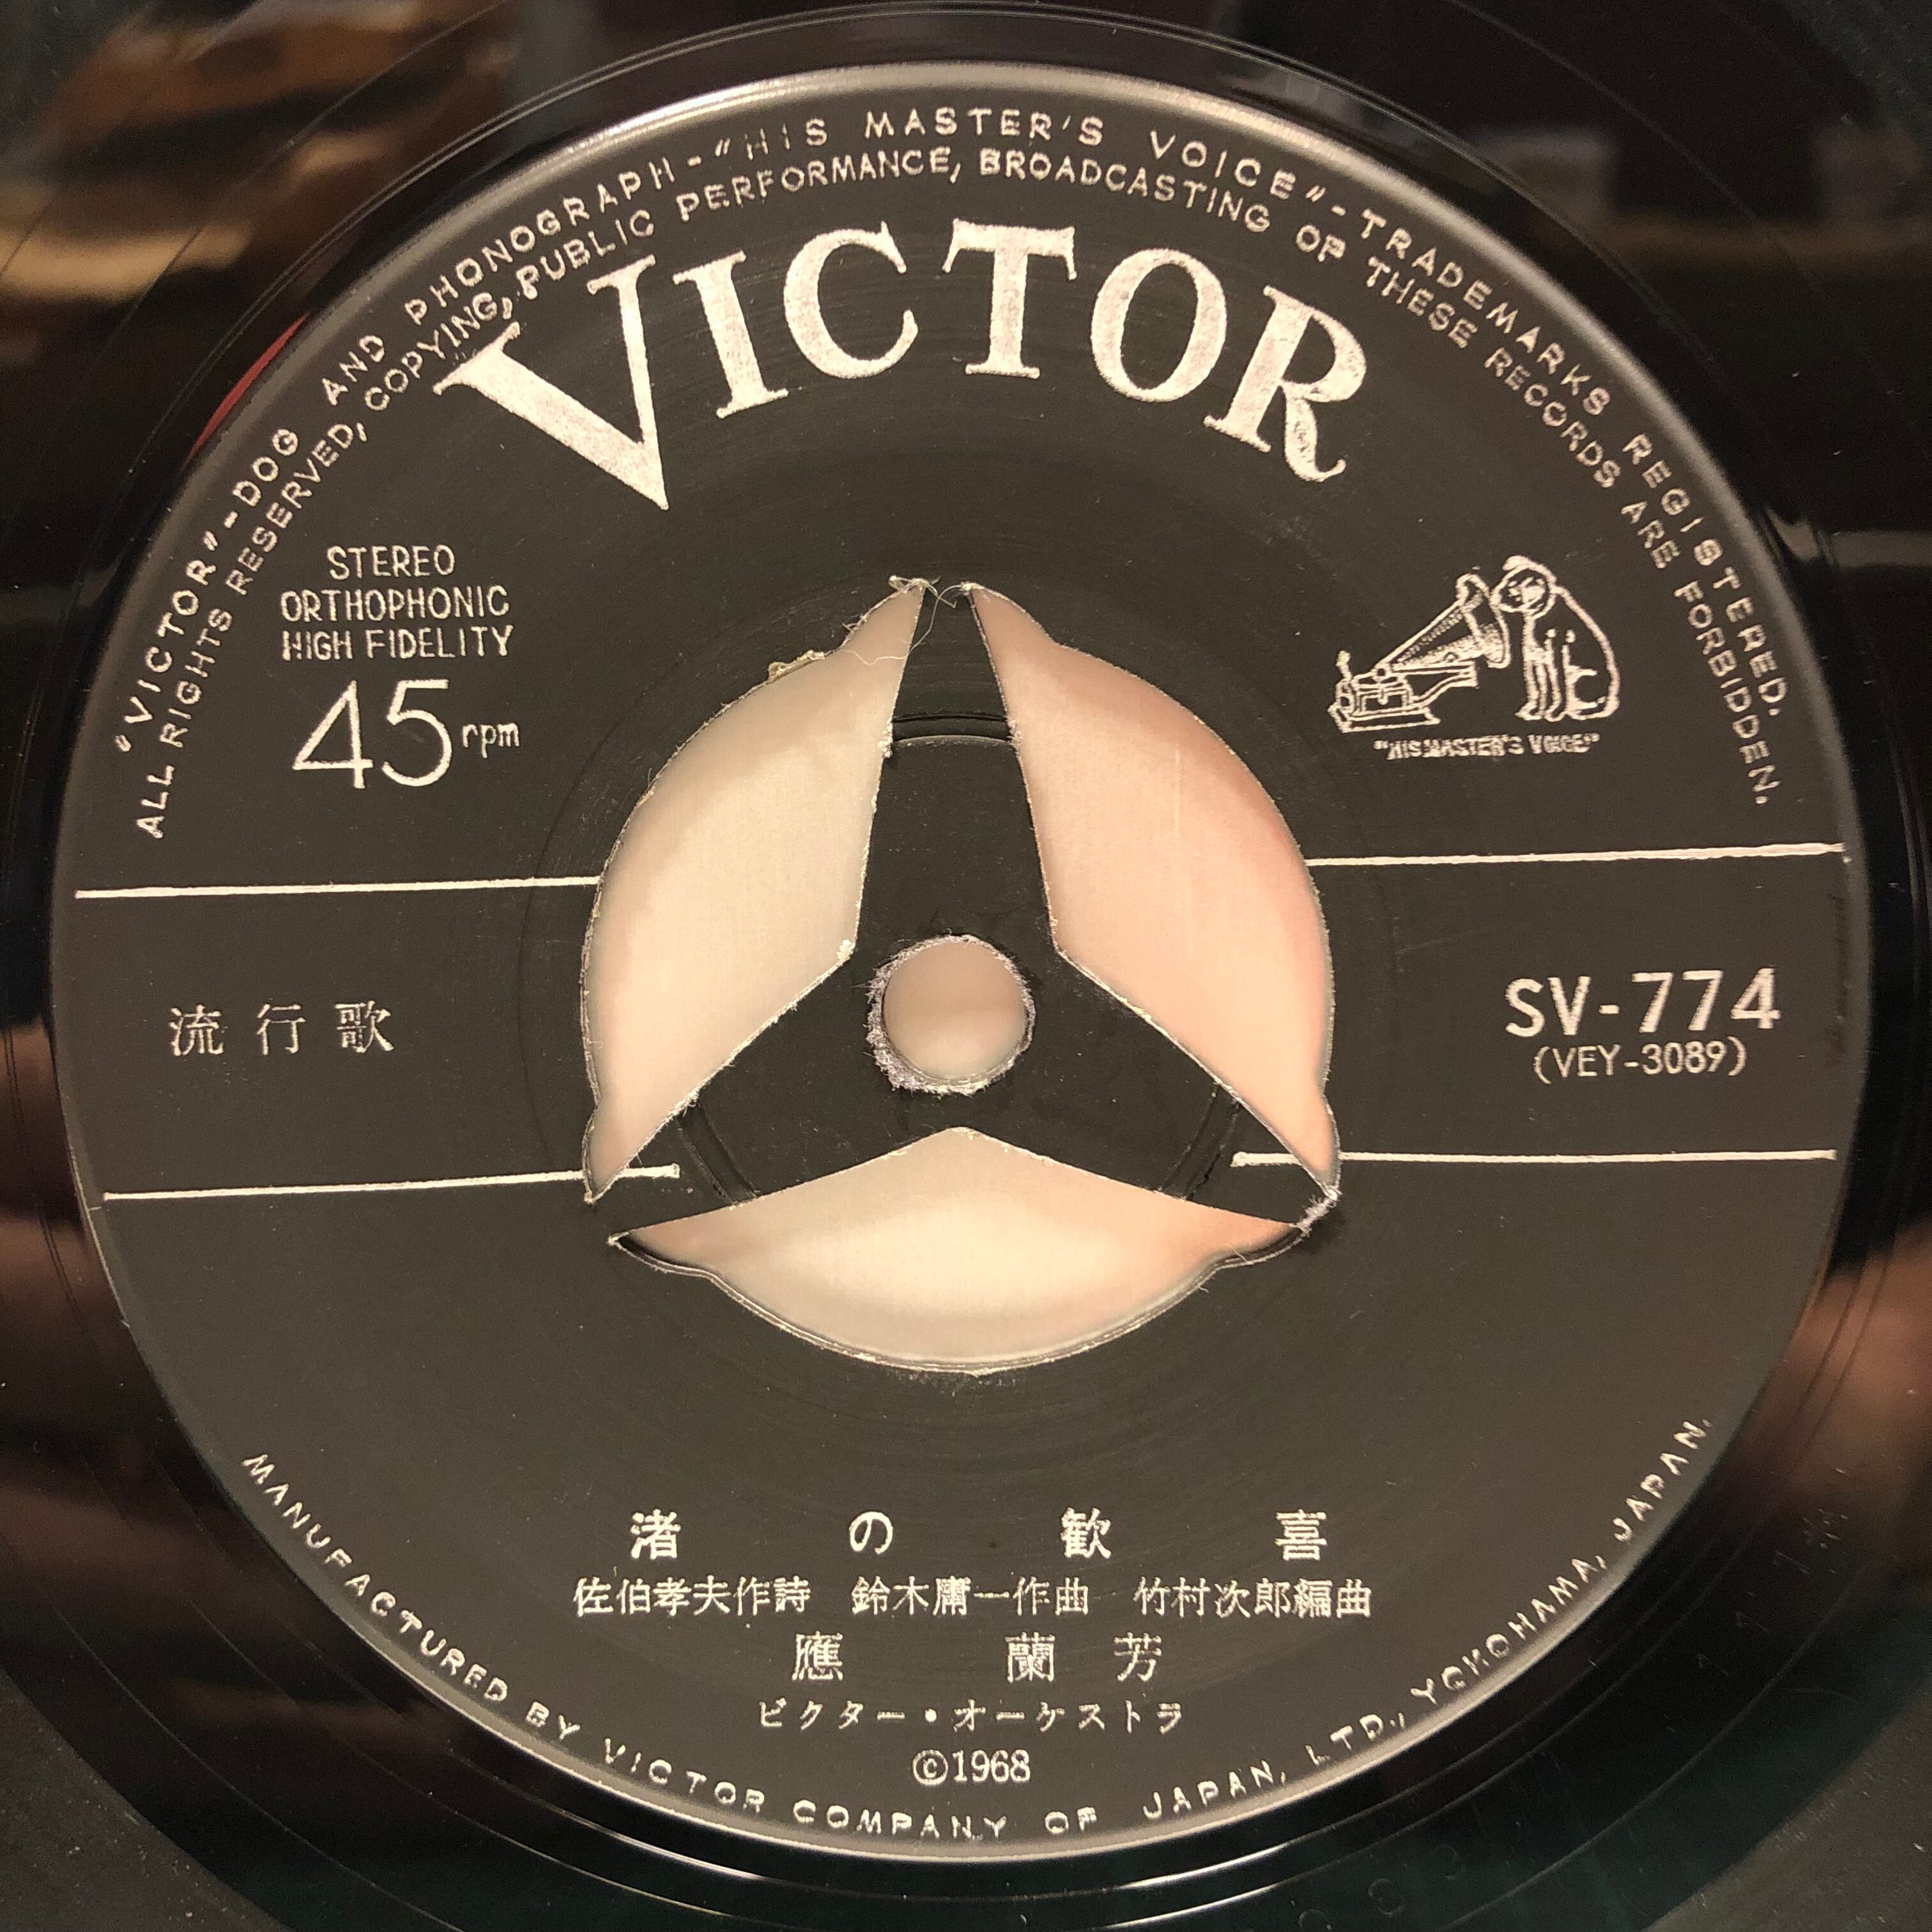 "VICTOR"-DOG AND PHONOGRAPH-"HIS MASTER'S VOICE"-TRADEMARKS REGISTERED.
ALL RIGHTS RESERVED, COPYING, PUBLIC PERFORMANCE, BROADCASTING OF THESE RECORDS ARE FORBIDDEN.
VICTOR
STEREO
ORTHOPHONIC
HIGH FIDELITY
45rpm
"HIS MASTER'S VOICE"
流行歌
SV-774
(VEY-3089)
渚の歓喜
佐伯孝夫作詩 鈴木庸一作曲 竹村次郎編曲
應蘭芳
ビクター・オーケストラ
©1968
MANUFACTURED BY VICTOR COMPANY OF JAPAN, LTD., YOKOHAMA, JAPAN.